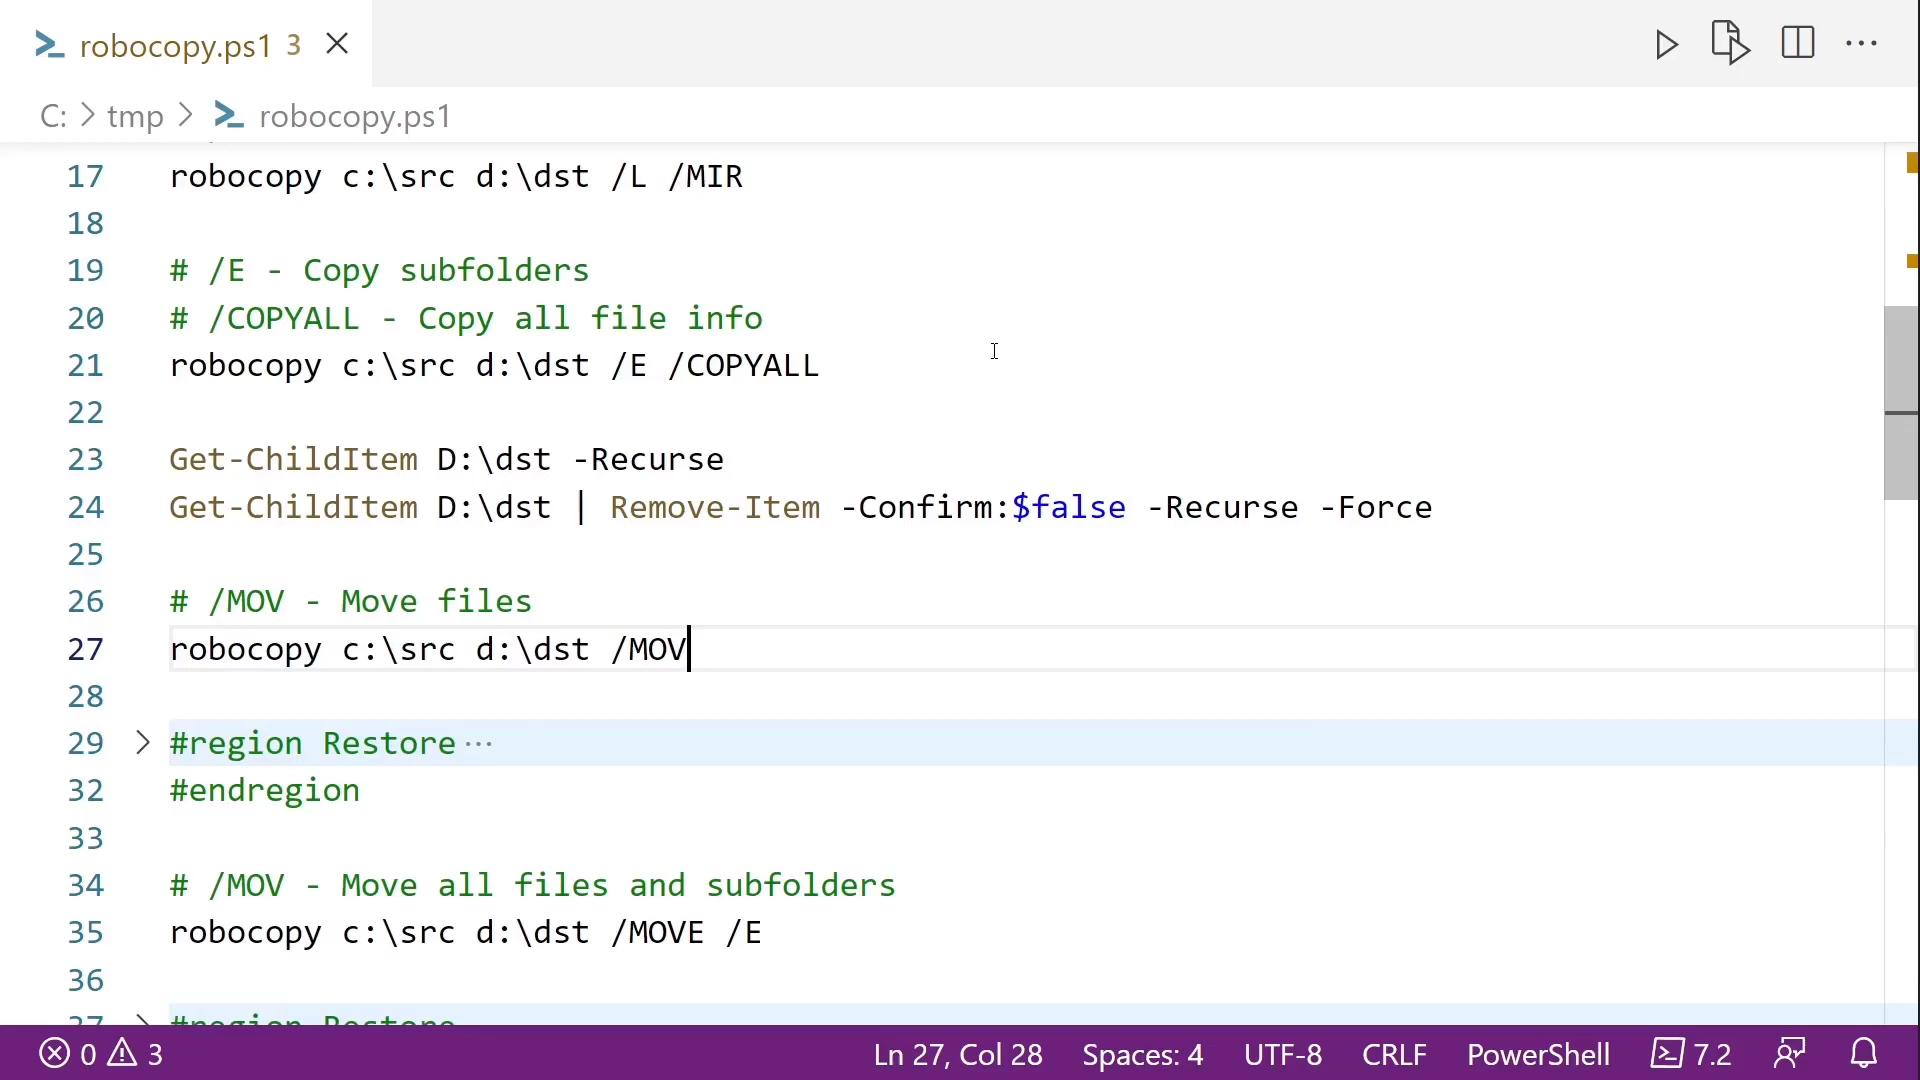 robocopy.ps1 3
C: > tmp > robocopy.ps1
17 robocopy c:\src d:\dst /L /MIR
18
19 # /E - Copy subfolders
20 # /COPYALL - Copy all file info
21 robocopy c:\src d:\dst /E /COPYALL
22
23 Get-ChildItem D:\dst -Recurse
24 Get-ChildItem D:\dst | Remove-Item -Confirm:$false -Recurse -Force
25
26 # /MOV - Move files
27 robocopy c:\src d:\dst /MOV
28
29 > #region Restore ···
32 #endregion
33
34 # /MOV - Move all files and subfolders
35 robocopy c:\src d:\dst /MOVE /E
36
37 > #region Restore
0 3 Ln 27, Col 28 Spaces: 4 UTF-8 CRLF PowerShell 7.2